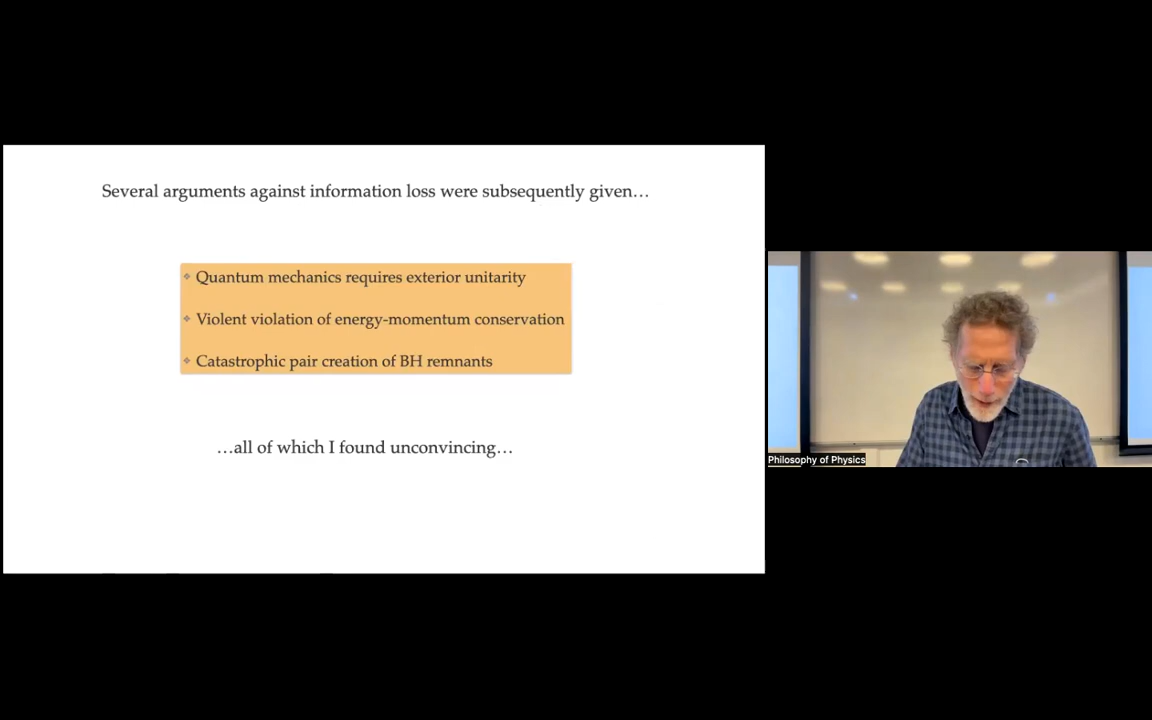 Several arguments against information loss were subsequently given…
❖ Quantum mechanics requires exterior unitarity
❖ Violent violation of energy-momentum conservation
❖ Catastrophic pair creation of BH remnants
…all of which I found unconvincing…
Philosophy of Physics